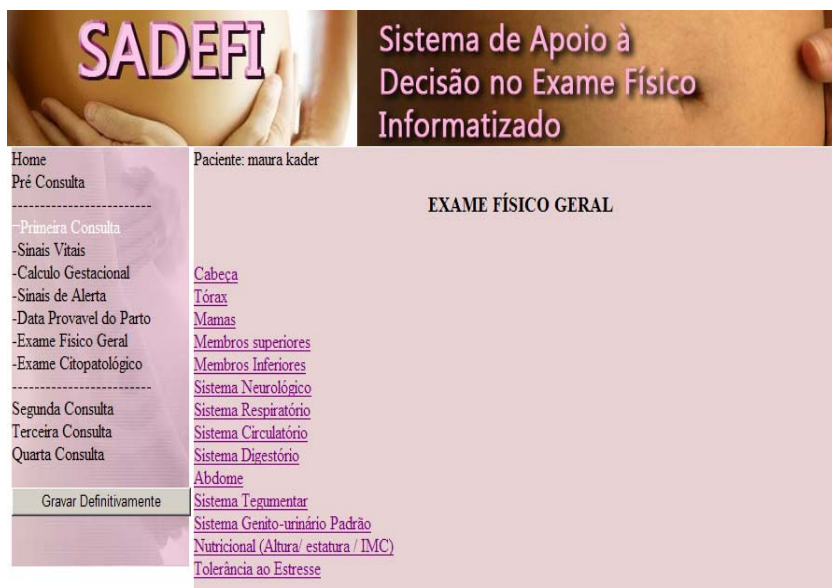 SADEFI
Sistema de Apoio à
Decisão no Exame Físico
Informatizado
Home
Pré Consulta
--------------------------
-Primeira Consulta
-Sinais Vitais
-Calculo Gestacional
-Sinais de Alerta
-Data Provavel do Parto
-Exame Fisico Geral
-Exame Citopatológico
--------------------------
Segunda Consulta
Terceira Consulta
Quarta Consulta
Gravar Definitivamente
Paciente: maura kader
EXAME FÍSICO GERAL
Cabeça
Tórax
Mamas
Membros superiores
Membros Inferiores
Sistema Neurológico
Sistema Respiratório
Sistema Circulatório
Sistema Digestório
Abdome
Sistema Tegumentar
Sistema Genito-urinário Padrão
Nutricional (Altura/ estatura / IMC)
Tolerância ao Estresse